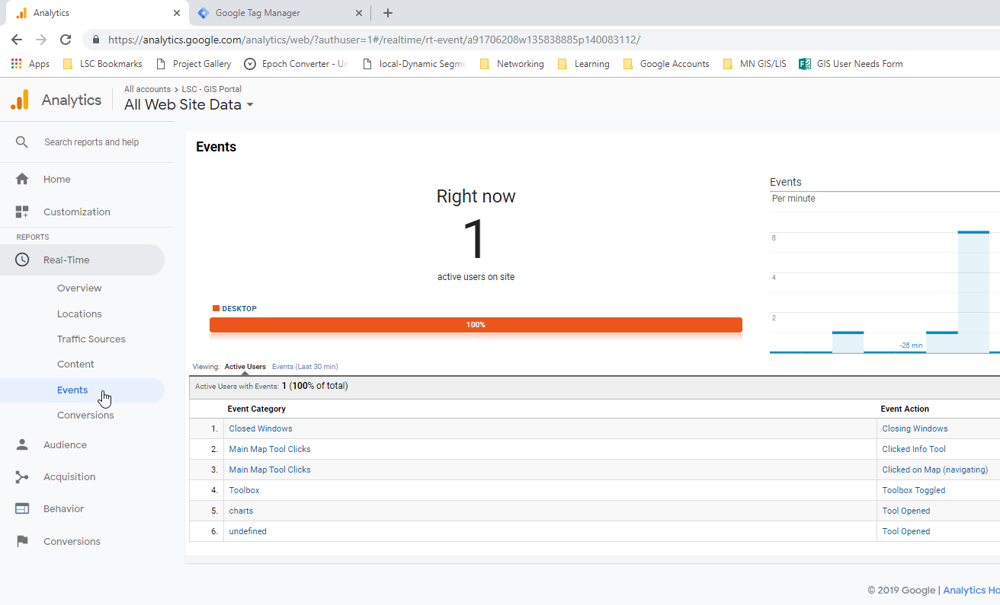 Analytics
Google Tag Manager
https://analytics.google.com/analytics/web/?authuser=1#/realtime/rt-event/a91706208w135838885p140083112/
Apps LSC Bookmarks Project Gallery Epoch Converter - Un local-Dynamic Segme Networking Learning Google Accounts MN GIS/LIS GIS User Needs Form
Analytics
All accounts > LSC - GIS Portal
All Web Site Data
Search reports and help
Home
Customization
REPORTS
Real-Time
Overview
Locations
Traffic Sources
Content
Events
Conversions
Audience
Acquisition
Behavior
Conversions
Events
Right now
1
active users on site
DESKTOP
100%
Events
Per minute
6
4
2
-26 min
Viewing: Active Users Events (Last 30 min)
Active Users with Events: 1 (100% of total)
Event Category Event Action
1. Closed Windows Closing Windows
2. Main Map Tool Clicks Clicked Info Tool
3. Main Map Tool Clicks Clicked on Map (navigating)
4. Toolbox Toolbox Toggled
5. charts Tool Opened
6. undefined Tool Opened
© 2019 Google | Analytics Ho